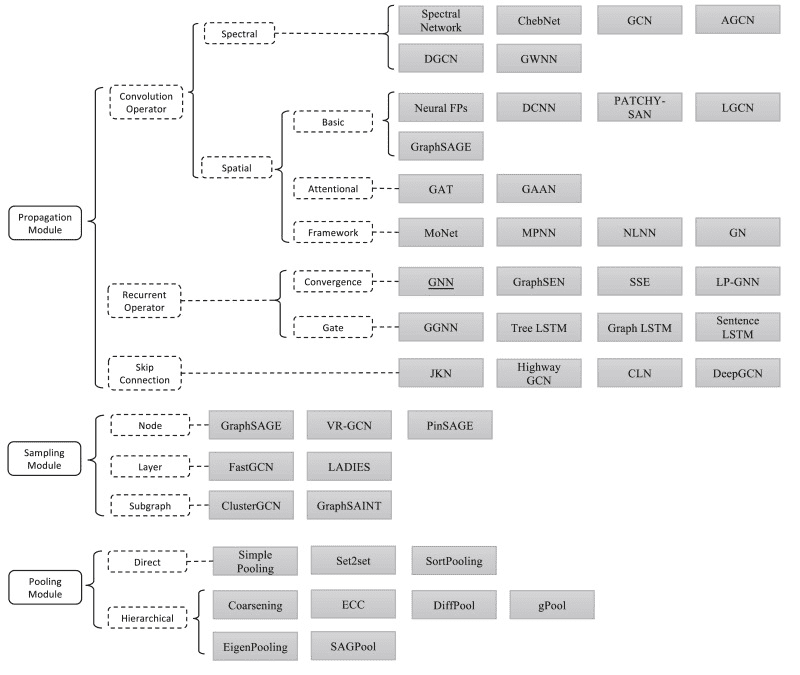 Spectral
Spectral
Network
ChebNet
GCN
AGCN
DGCN
GWNN
Convolution
Operator
Spatial
Basic
Neural FPs
DCNN
PATCHY-
SAN
LGCN
GraphSAGE
Attentional
GAT
GAAN
Framework
MoNet
MPNN
NLNN
GN
Propagation
Module
Recurrent
Operator
Convergence
GNN
GraphSEN
SSE
LP-GNN
Gate
GGNN
Tree LSTM
Graph LSTM
Sentence
LSTM
Skip
Connection
JKN
Highway
GCN
CLN
DeepGCN
Sampling
Module
Node
GraphSAGE
VR-GCN
PinSAGE
Layer
FastGCN
LADIES
Subgraph
ClusterGCN
GraphSAINT
Pooling
Module
Direct
Simple
Pooling
Set2set
SortPooling
Hierarchical
Coarsening
ECC
DiffPool
gPool
EigenPooling
SAGPool